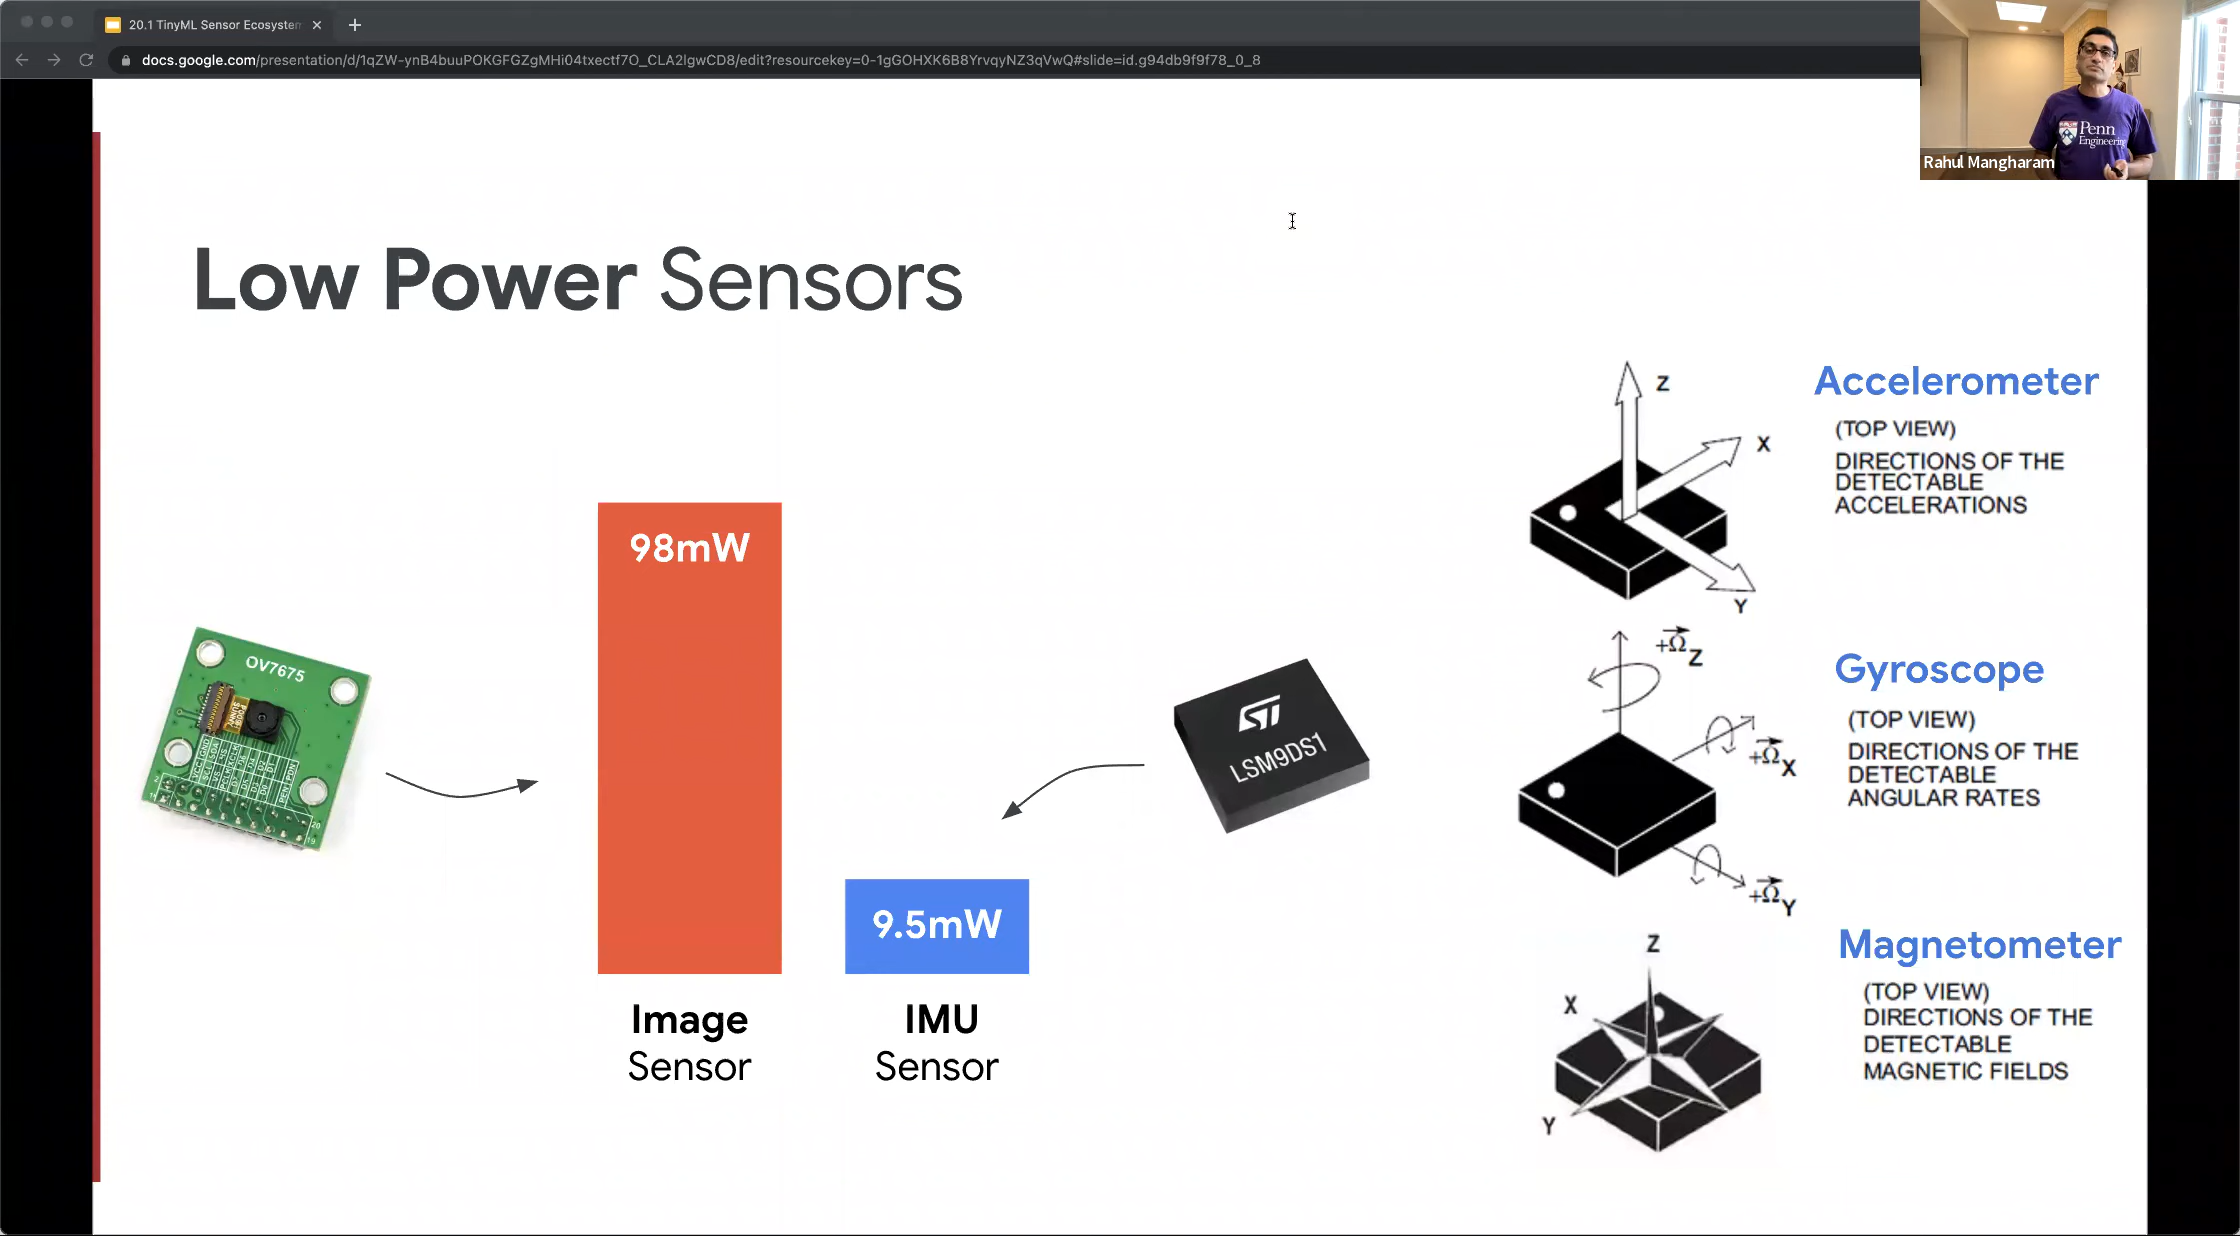 20.1 TinyML Sensor Ecosystem
docs.google.com/presentation/d/1qZW-ynB4buuPOKGFGZgMHi04txectf7O_CLA2lgwCD8/edit?resourcekey=0-1gGOHXK6B8YrvqyNZ3qVwQ#slide=id.g94db9f9f78_0_8
Penn
Engineering
Rahul Mangharam
Low Power Sensors
98mW
9.5mW
Image
Sensor
IMU
Sensor
OV7675
ST
LSM9DS1
Z
X
Y
Accelerometer
(TOP VIEW)
DIRECTIONS OF THE
DETECTABLE
ACCELERATIONS
+Ω Z
+Ω X
+Ω Y
Gyroscope
(TOP VIEW)
DIRECTIONS OF THE
DETECTABLE
ANGULAR RATES
Z
X
Y
Magnetometer
(TOP VIEW)
DIRECTIONS OF THE
DETECTABLE
MAGNETIC FIELDS